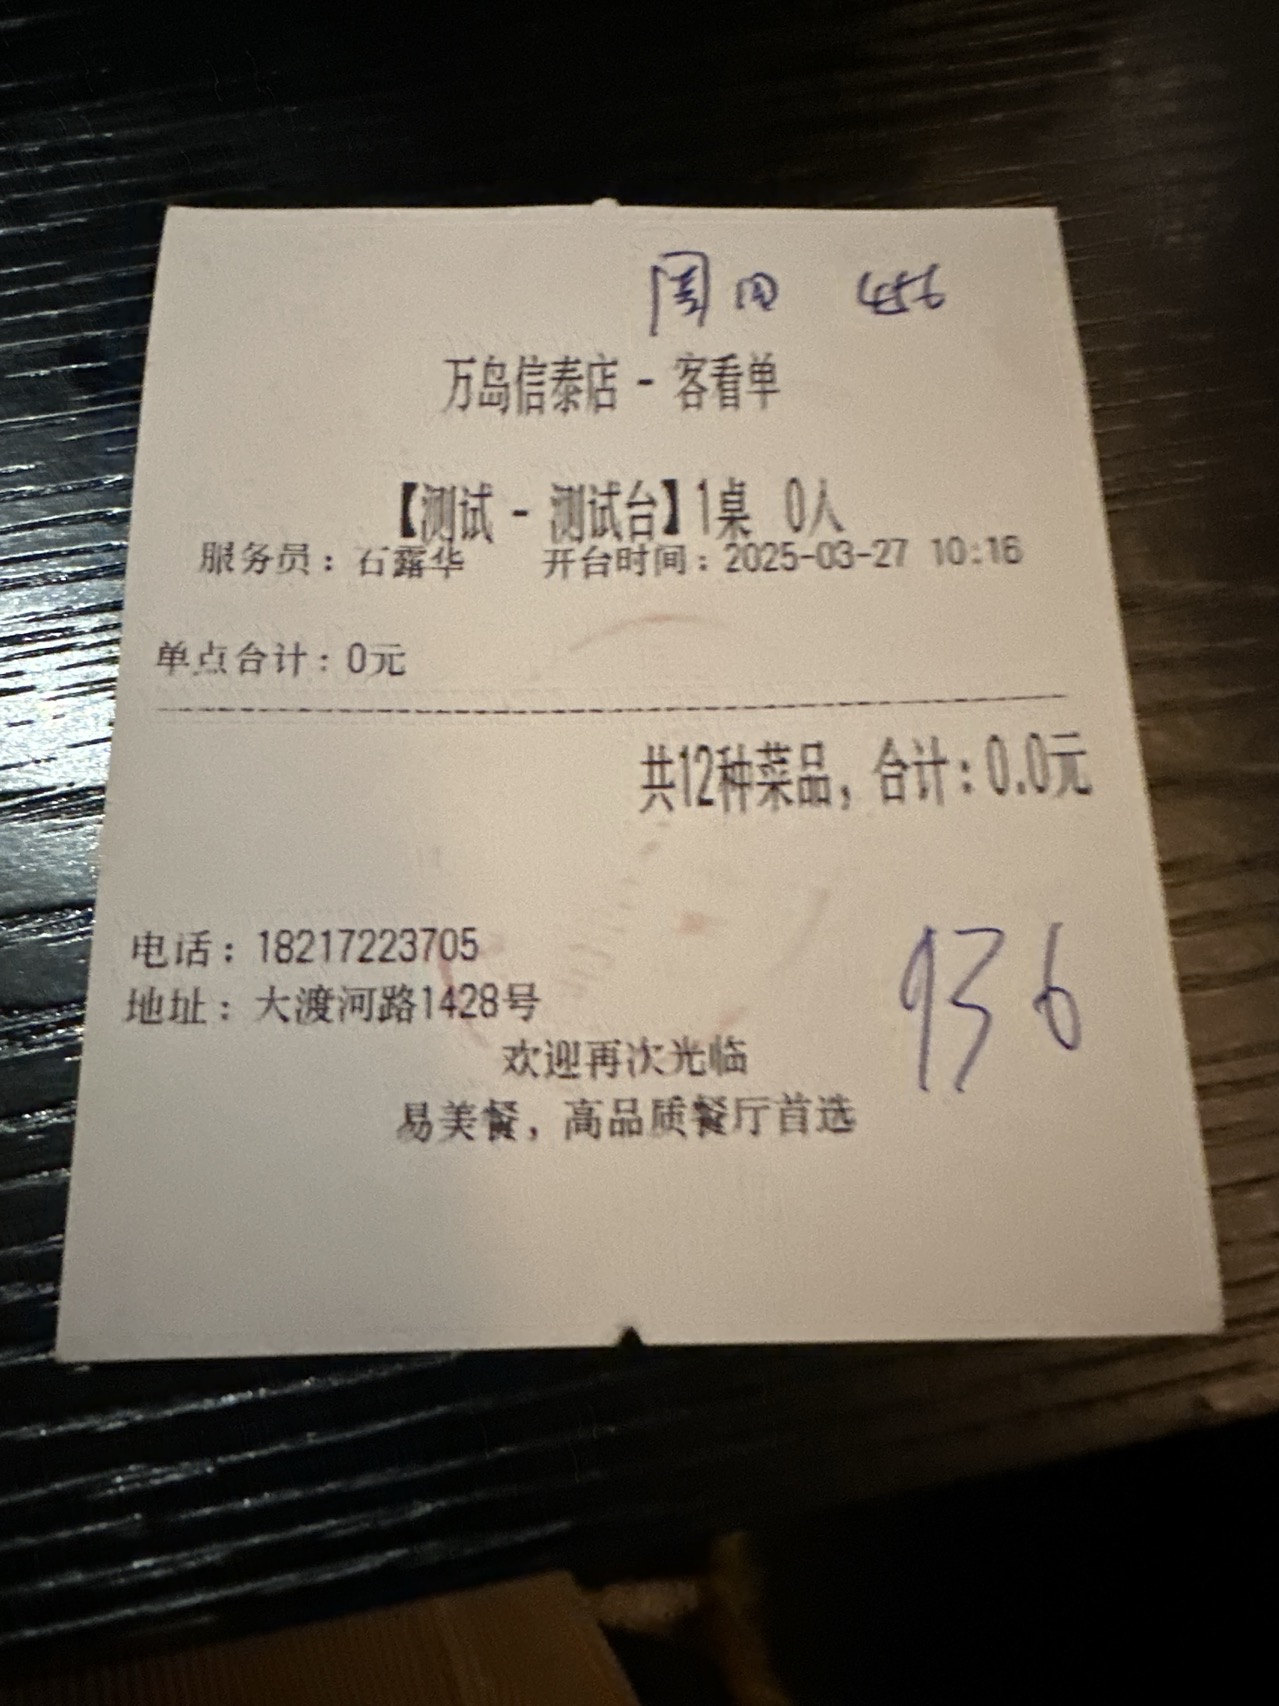 周四 456
万岛信泰店 - 客看单
【测试 - 测试台】1桌 0人
服务员：石露华 开台时间：2025-03-27 10:16
单点合计：0元
共12种菜品，合计：0.0元
电话：18217223705
地址：大渡河路1428号
936
欢迎再次光临
易美餐，高品质餐厅首选